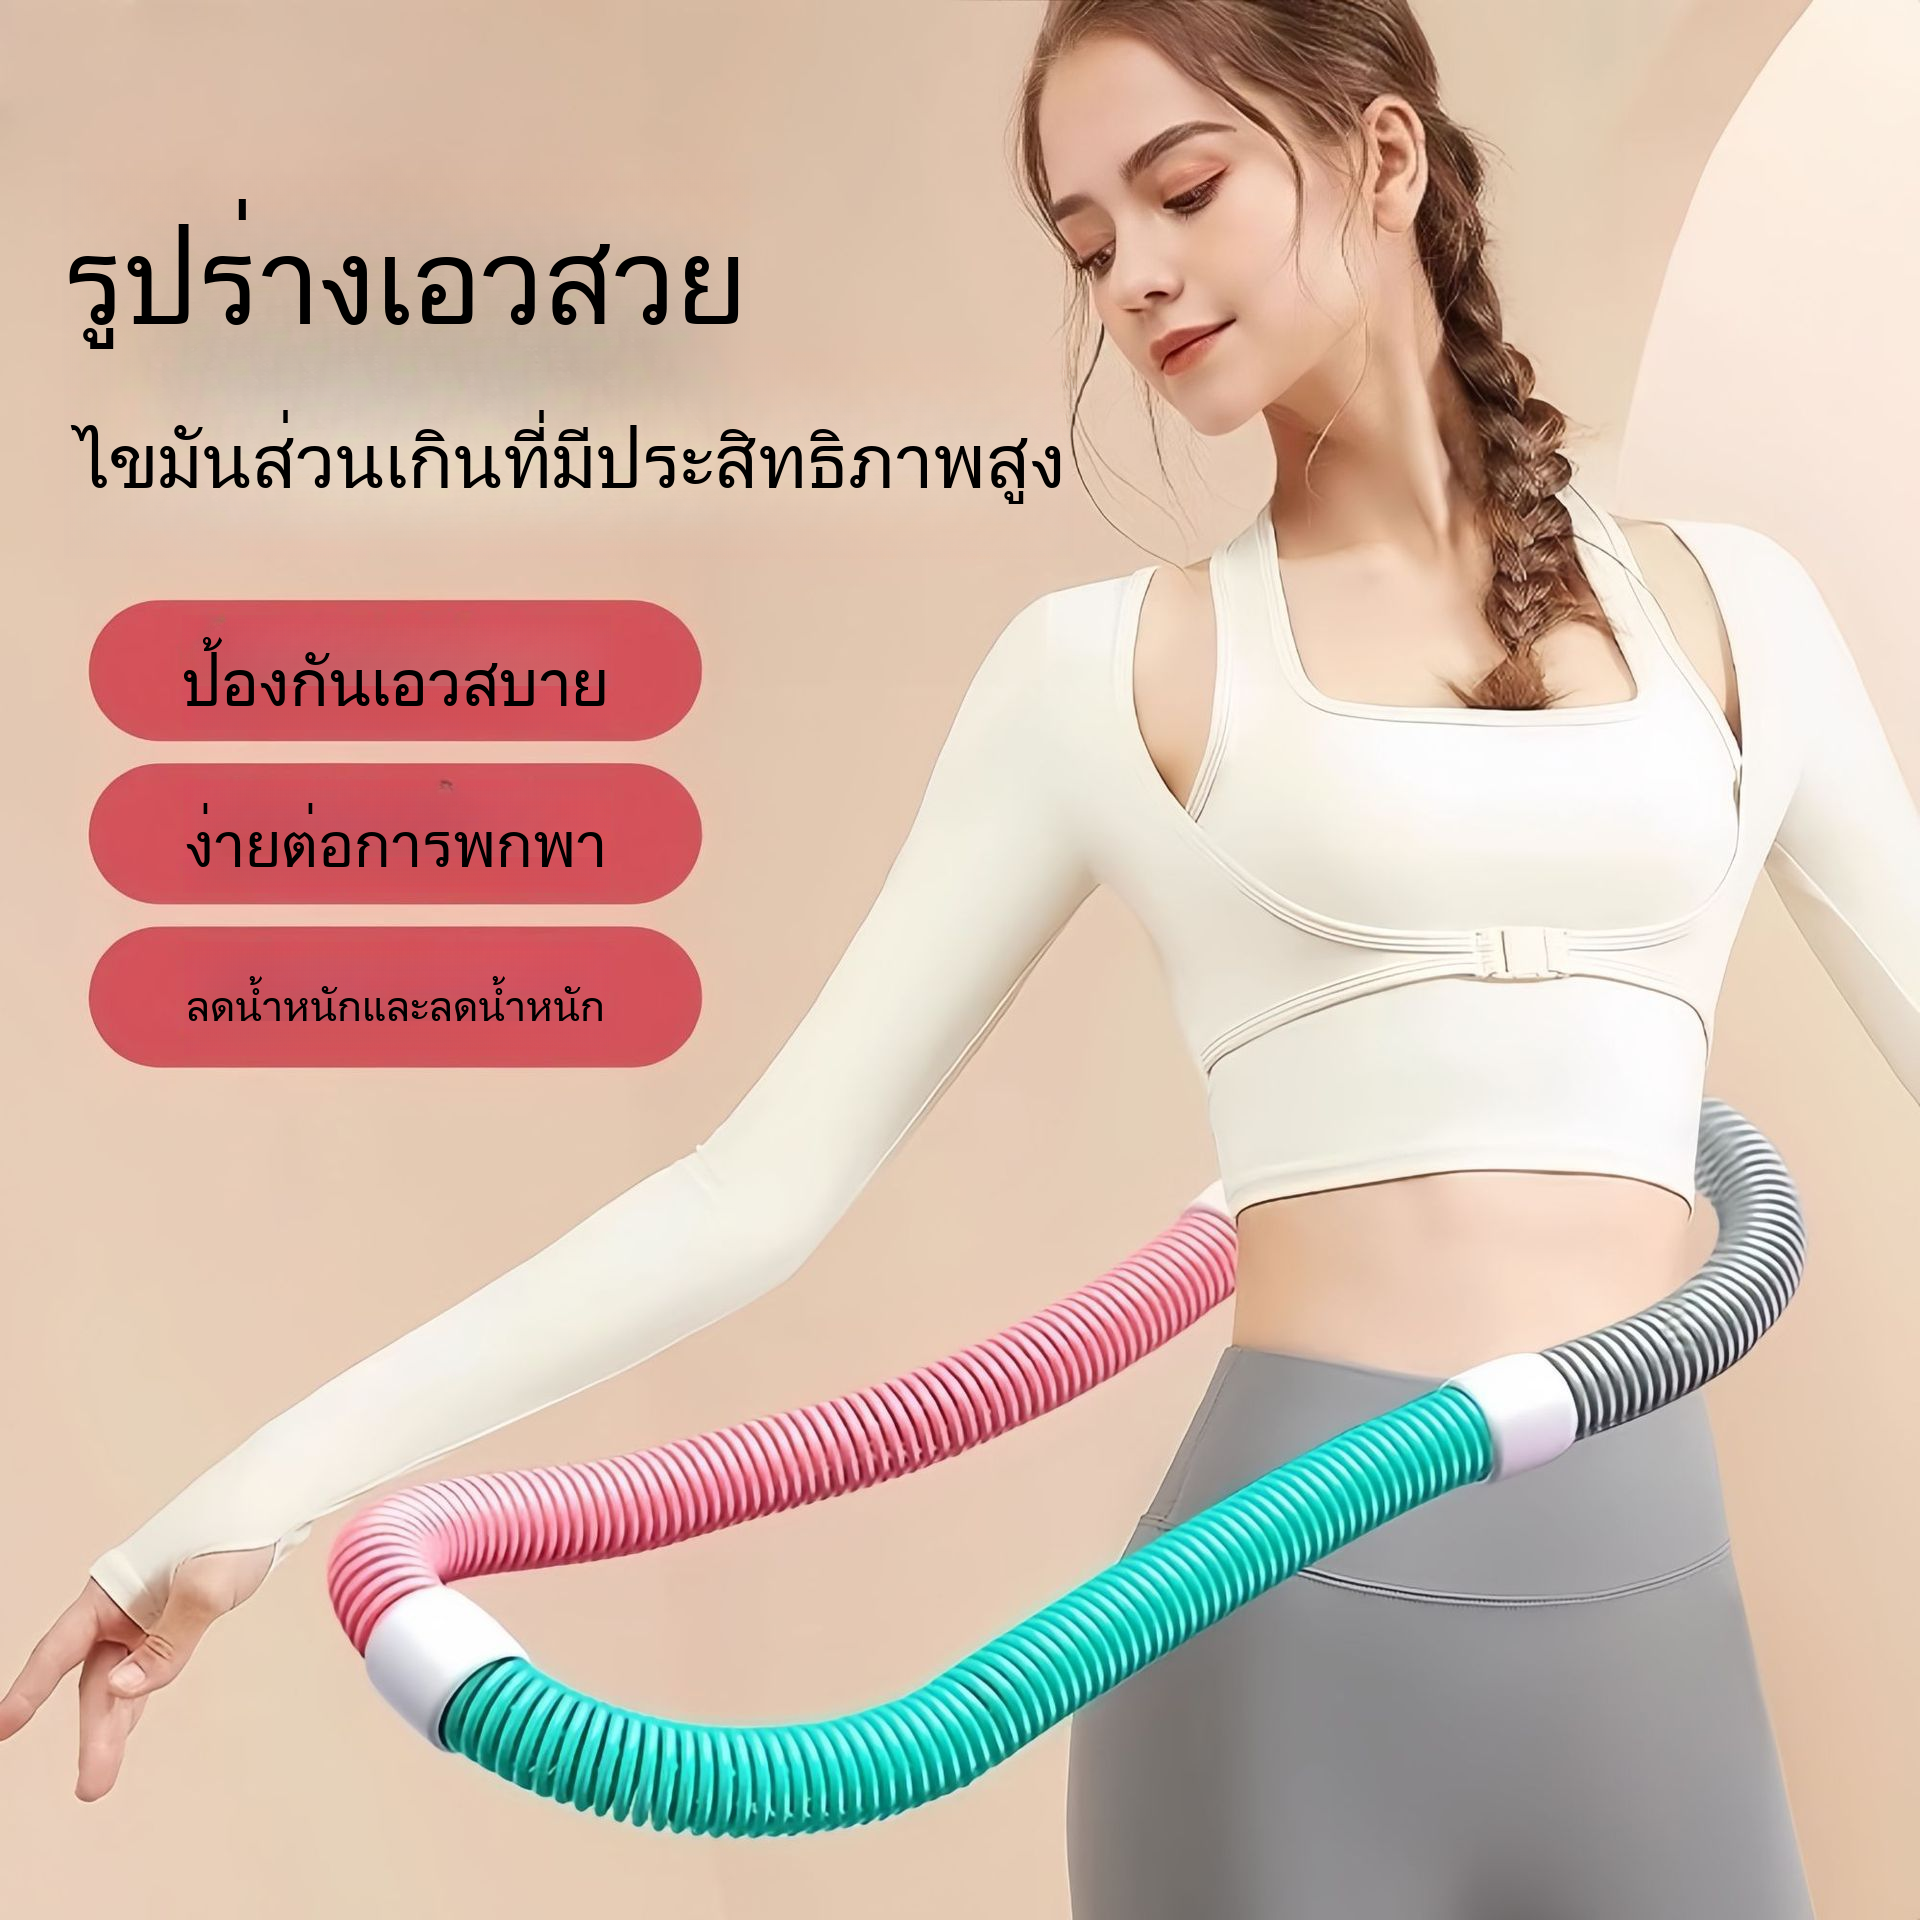 รูปร่างเอวสวย
ไขมันส่วนเกินที่มีประสิทธิภาพสูง
ป้องกันเอวสบาย
ง่ายต่อการพกพา
ลดน้ำหนักและลดน้ำหนัก